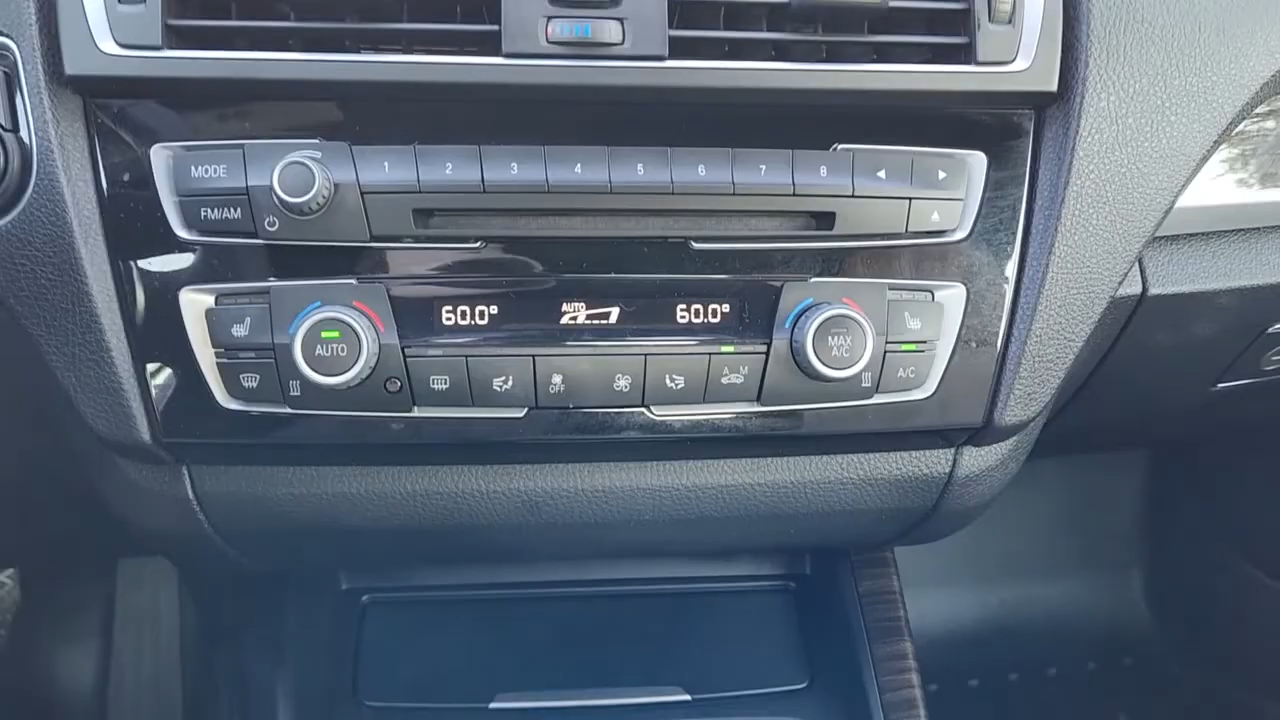 MODE
1 2 3 4 5 6 7 8
FM/AM
60.0° AUTO 60.0°
AUTO
MAX
A/C
OFF
A M
A/C